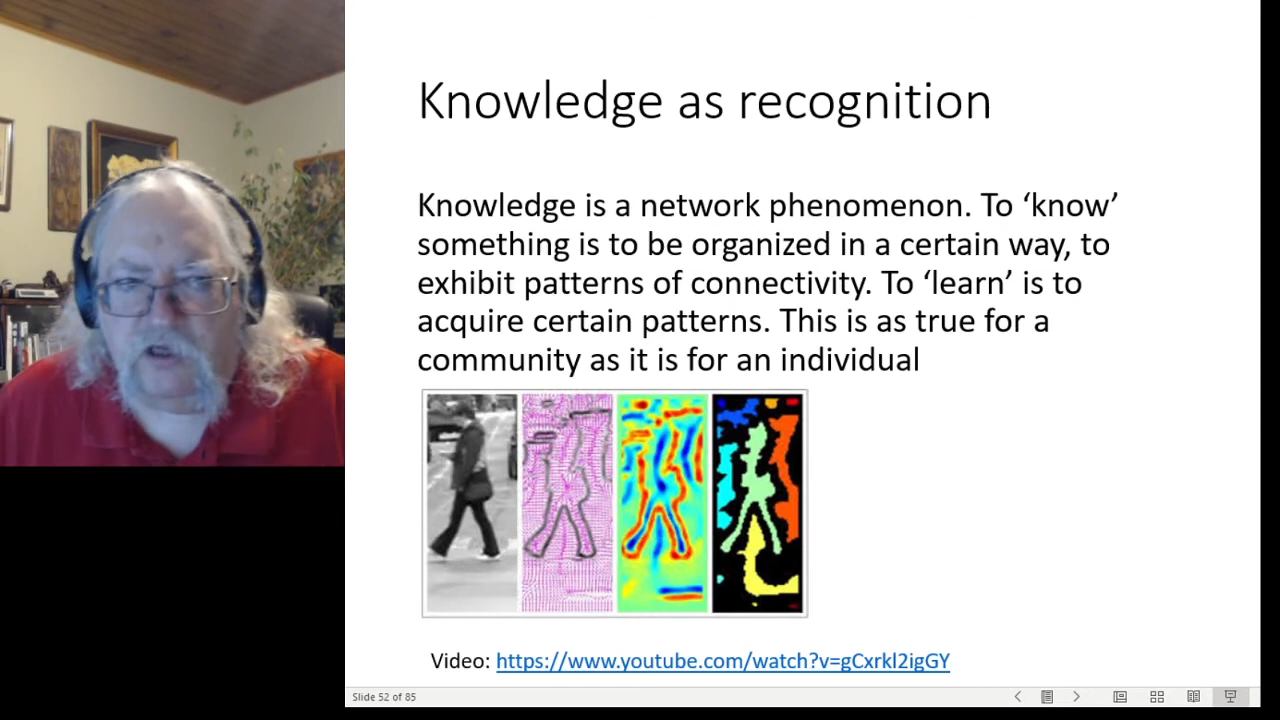 Knowledge as recognition
Knowledge is a network phenomenon. To ‘know’
something is to be organized in a certain way, to
exhibit patterns of connectivity. To ‘learn’ is to
acquire certain patterns. This is as true for a
community as it is for an individual
Video: https://www.youtube.com/watch?v=gCxrkl2igGY
Slide 52 of 85